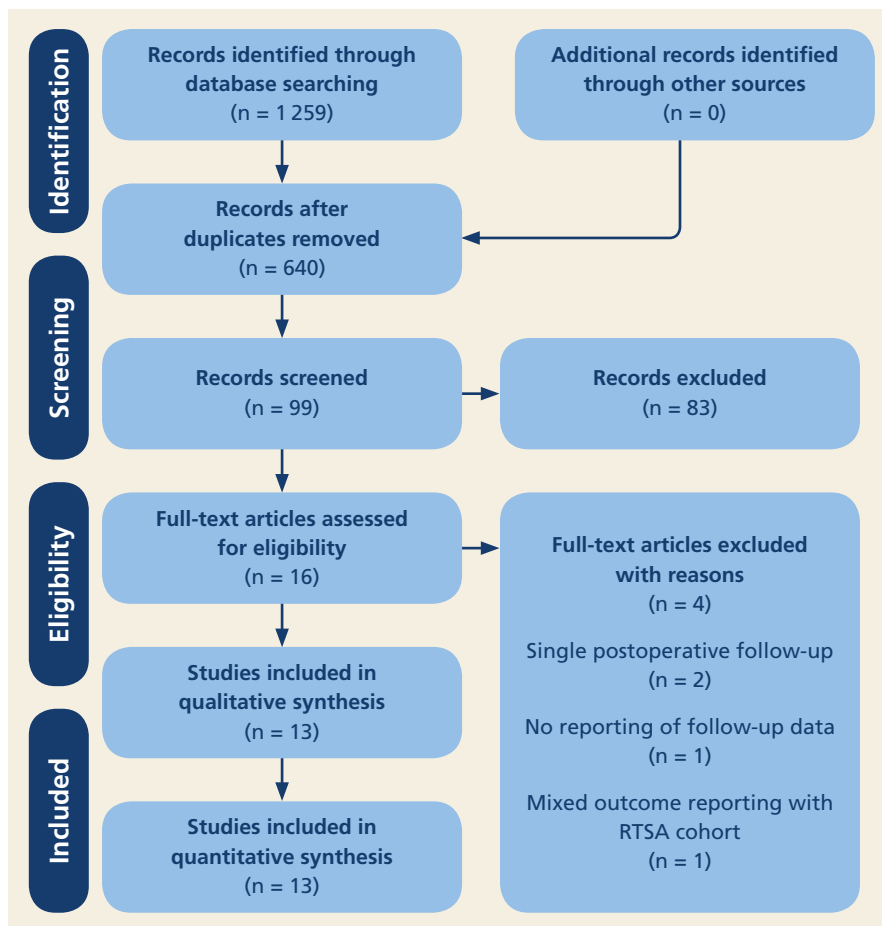 Identification
Records identified through
database searching
(n = 1 259)
Additional records identified
through other sources
(n = 0)
Records after
duplicates removed
(n = 640)
Screening
Records screened
(n = 99)
Records excluded
(n = 83)
Eligibility
Full-text articles assessed
for eligibility
(n = 16)
Full-text articles excluded
with reasons
(n = 4)
Single postoperative follow-up
(n = 2)
No reporting of follow-up data
(n = 1)
Mixed outcome reporting with
RTSA cohort
(n = 1)
Studies included in
qualitative synthesis
(n = 13)
Included
Studies included in
quantitative synthesis
(n = 13)